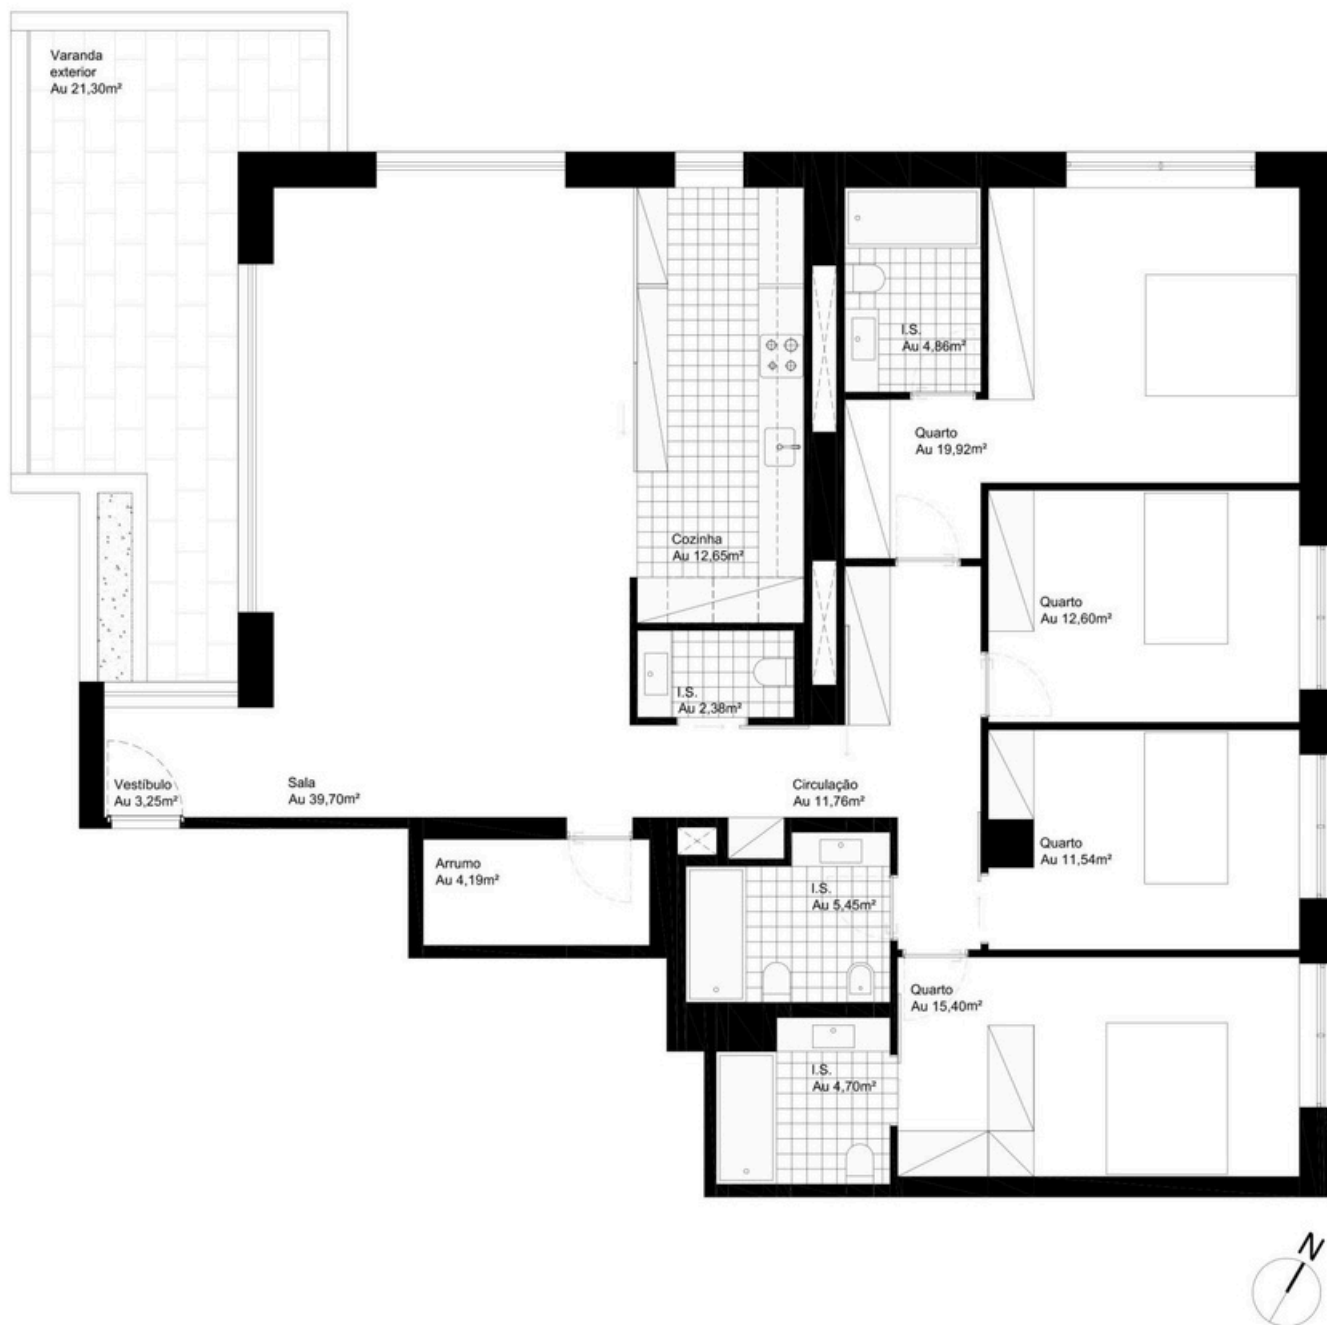 Varanda
exterior
Au 21,30m²
I.S.
Au 4,86m²
Quarto
Au 19,92m²
Cozinha
Au 12,65m²
Quarto
Au 12,60m²
I.S.
Au 2,38m²
Vestíbulo
Au 3,25m²
Sala
Au 39,70m²
Circulação
Au 11,76m²
Quarto
Au 11,54m²
Arrumo
Au 4,19m²
I.S.
Au 5,45m²
Quarto
Au 15,40m²
I.S.
Au 4,70m²
N